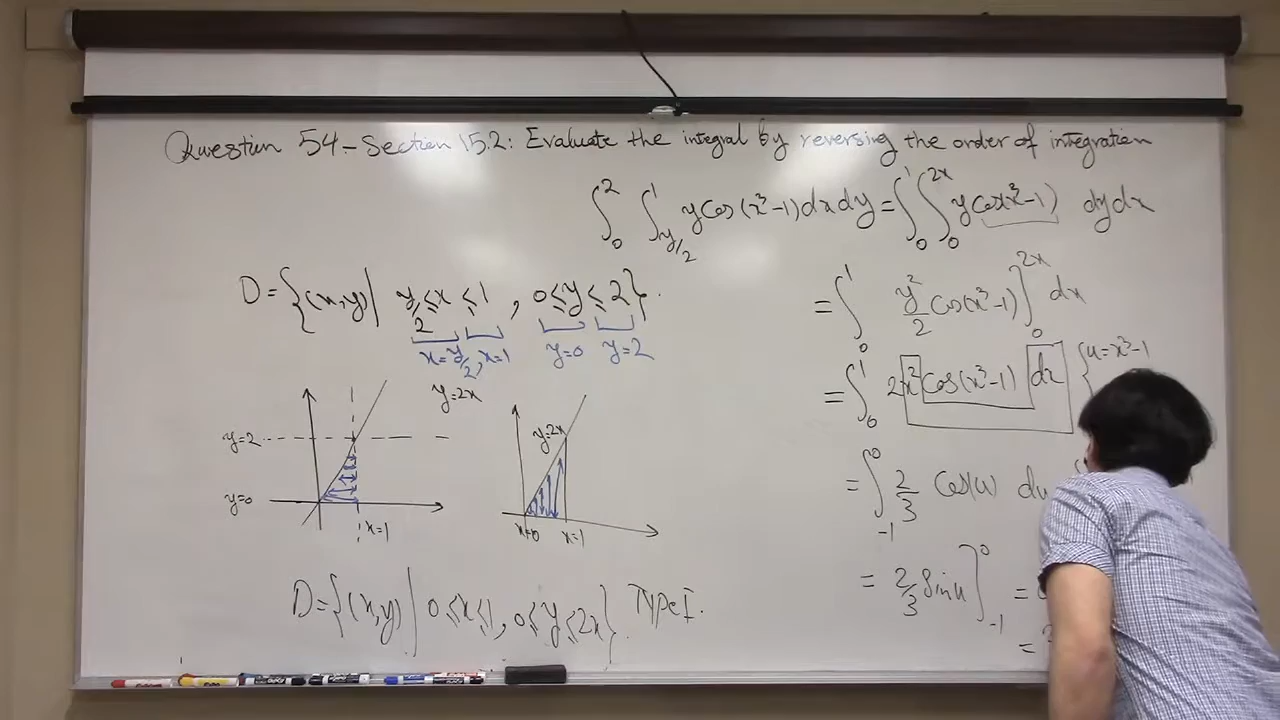 Question 54 - Section 15.2: Evaluate the integral by reversing the order of integration
∫₀² ∫_{y/2}¹ y cos(x³-1) dx dy = ∫₀¹ ∫₀^{2x} y cos(x³-1) dy dx
D = {(x,y) | y/2 ≤ x ≤ 1, 0 ≤ y ≤ 2}.
x = y/2, x=1 y=0 y=2
y=2x
= ∫₀¹ y²/2 cos(x³-1) ]₀^{2x} dx
= ∫₀¹ 2x² cos(x³-1) dx { u = x³-1
y=2
y=0
x=1
y=2x
x=0 x=1
= ∫₋₁⁰ 2/3 cos(u) du
= 2/3 sin u ]₋₁⁰ =
=
D = {(x,y) | 0 ≤ x ≤ 1, 0 ≤ y ≤ 2x} Type I.